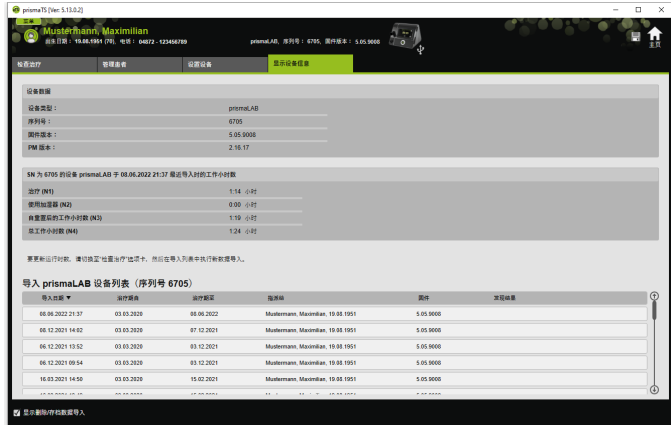 prismaTS [Ver: 5.13.0.2]
菜单
Mustermann, Maximilian
出生日期： 19.08.1951 (70), 电话： 04872 - 123456789
prismaLAB, 序列号： 6705, 固件版本： 5.05.9008
主页
检查治疗
管理患者
设置设备
显示设备信息
设备数据
设备类型： prismaLAB
序列号： 6705
固件版本： 5.05.9008
PM 版本： 2.16.17
SN 为 6705 的设备 prismaLAB 于 08.06.2022 21:37 最近导入时的工作小时数
治疗 (N1) 1:14 小时
使用加湿器 (N2) 0:00 小时
自重置后的工作小时数 (N3) 1:19 小时
总工作小时数 (N4) 1:24 小时
要更新运行时数，请切换至“检查治疗”选项卡，然后在导入列表中执行新数据导入。
导入 prismaLAB 设备列表（序列号 6705）
导入日期 ▼ 治疗期自 治疗期至 指派给 固件 发现结果
08.06.2022 21:37 03.03.2020 08.06.2022 Mustermann, Maximilian, 19.08.1951 5.05.9008
08.12.2021 14:02 03.03.2020 07.12.2021 Mustermann, Maximilian, 19.08.1951 5.05.9008
06.12.2021 13:52 03.03.2020 03.12.2021 Mustermann, Maximilian, 19.08.1951 5.05.9008
06.12.2021 09:54 03.03.2020 03.12.2021 Mustermann, Maximilian, 19.08.1951 5.05.9008
16.03.2021 14:50 03.03.2020 15.02.2021 Mustermann, Maximilian, 19.08.1951 5.05.9008
显示删除/存档数据导入